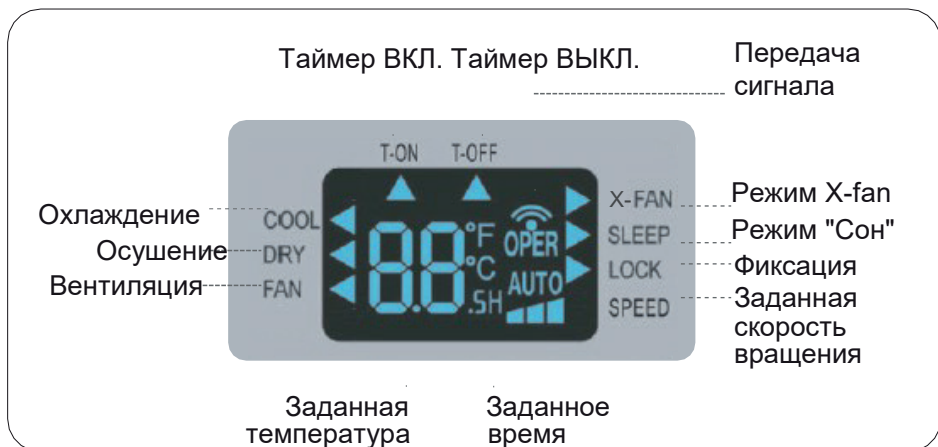 Таймер ВКЛ. Таймер ВЫКЛ.
Передача
сигнала
T-ON T-OFF
Охлаждение
Осушение
Вентиляция
COOL
DRY
FAN
88
°F
°C
.5H
OPER
AUTO
X-FAN
SLEEP
LOCK
SPEED
Режим X-fan
Режим "Сон"
Фиксация
Заданная
скорость
вращения
Заданная
температура
Заданное
время